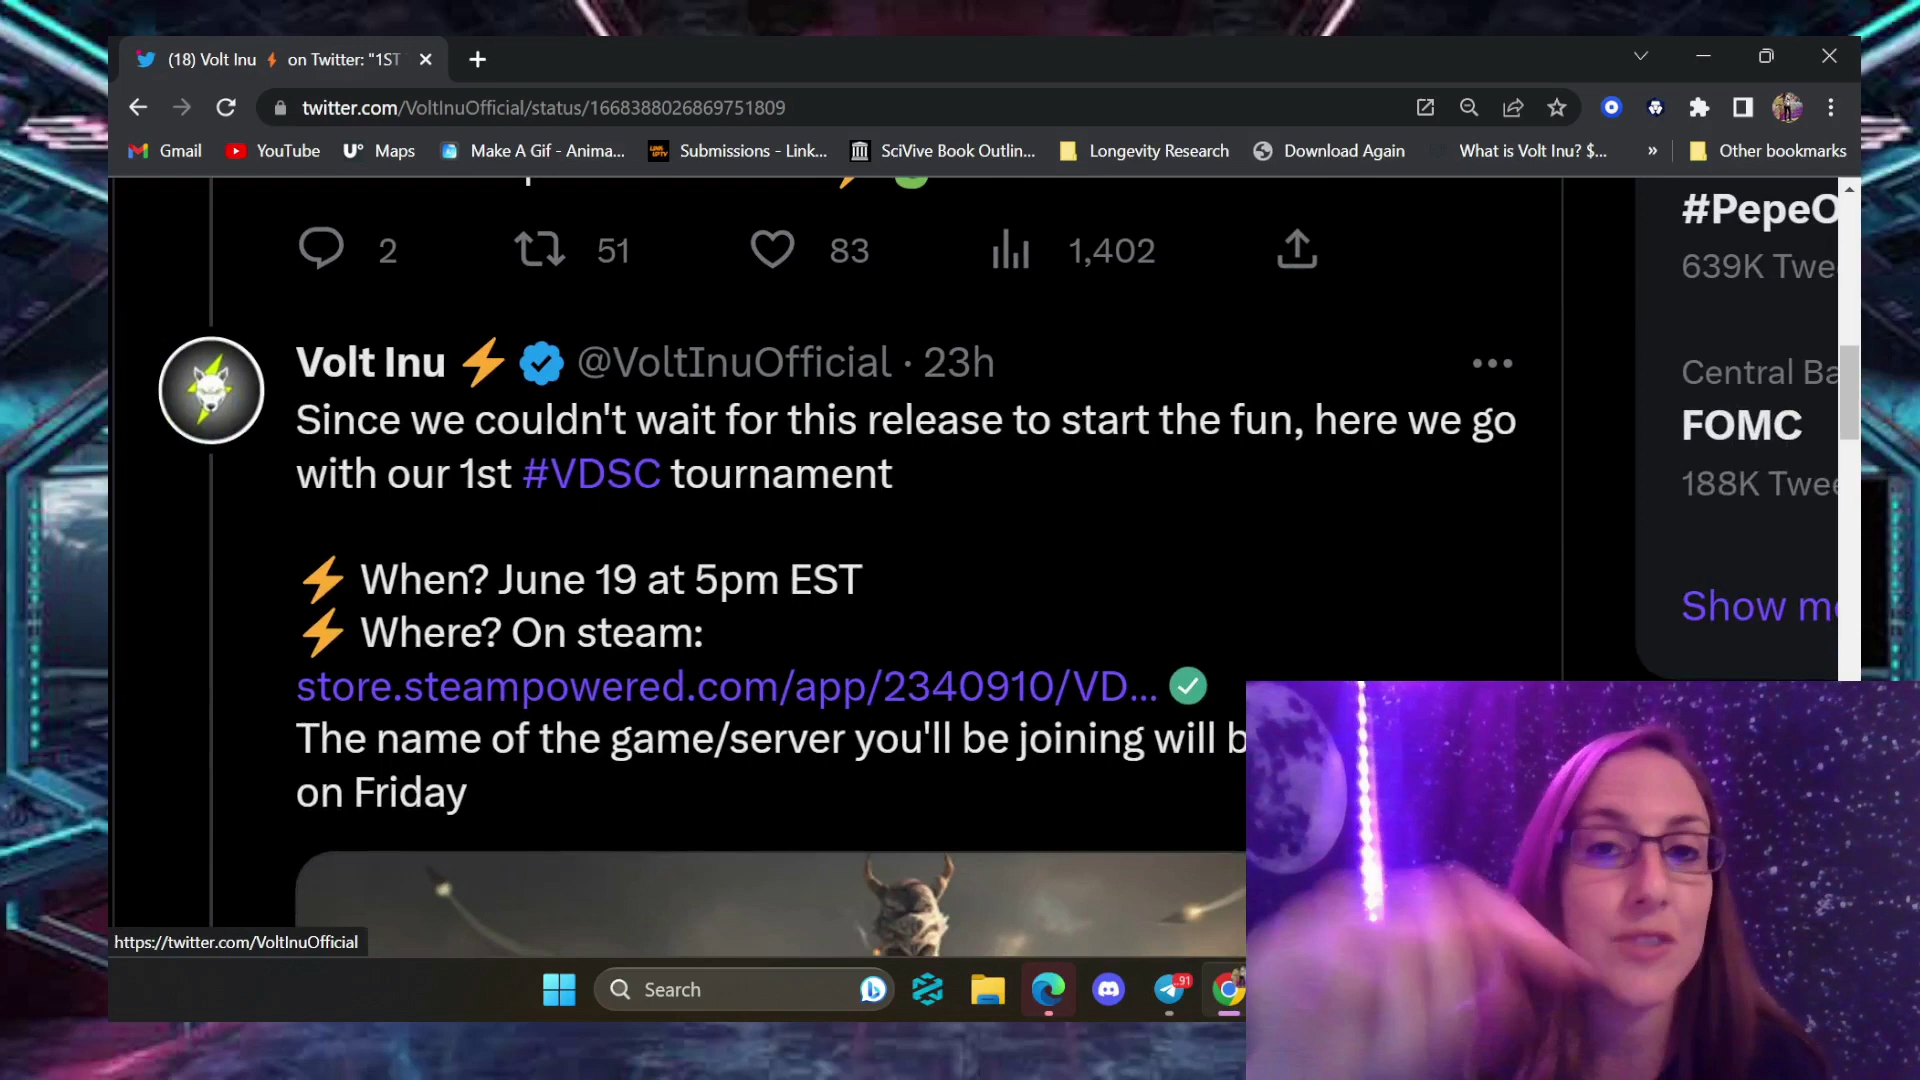 (18) Volt Inu ⚡ on Twitter: "1ST
twitter.com/VoltInuOfficial/status/1668388026869751809
Gmail YouTube Maps Make A Gif - Anima... Submissions - Link... SciVive Book Outlin... Longevity Research Download Again What is Volt Inu? $... » Other bookmarks
2 51 83 1,402
#PepeO
639K Twee
Volt Inu ⚡ @VoltInuOfficial · 23h
Since we couldn't wait for this release to start the fun, here we go
with our 1st #VDSC tournament
Central Ba
FOMC
188K Twee
⚡ When? June 19 at 5pm EST
⚡ Where? On steam:
store.steampowered.com/app/2340910/VD... ✅
The name of the game/server you'll be joining will b
on Friday
Show mo
https://twitter.com/VoltInuOfficial
Search
91